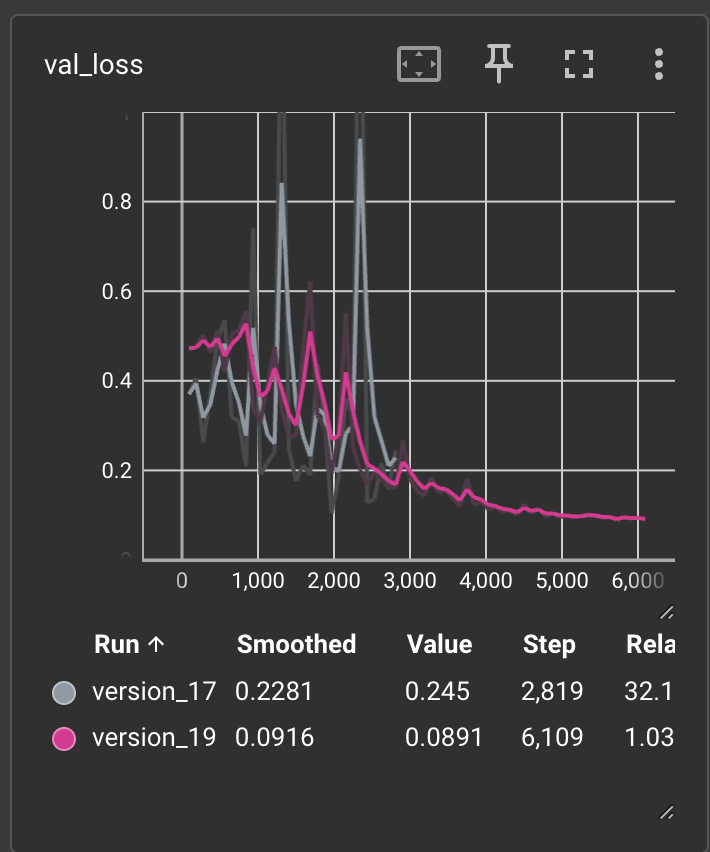 val_loss
0.8
0.6
0.4
0.2
0
0 1,000 2,000 3,000 4,000 5,000 6,000
Run ↑ Smoothed Value Step Rela
version_17 0.2281 0.245 2,819 32.1
version_19 0.0916 0.0891 6,109 1.03